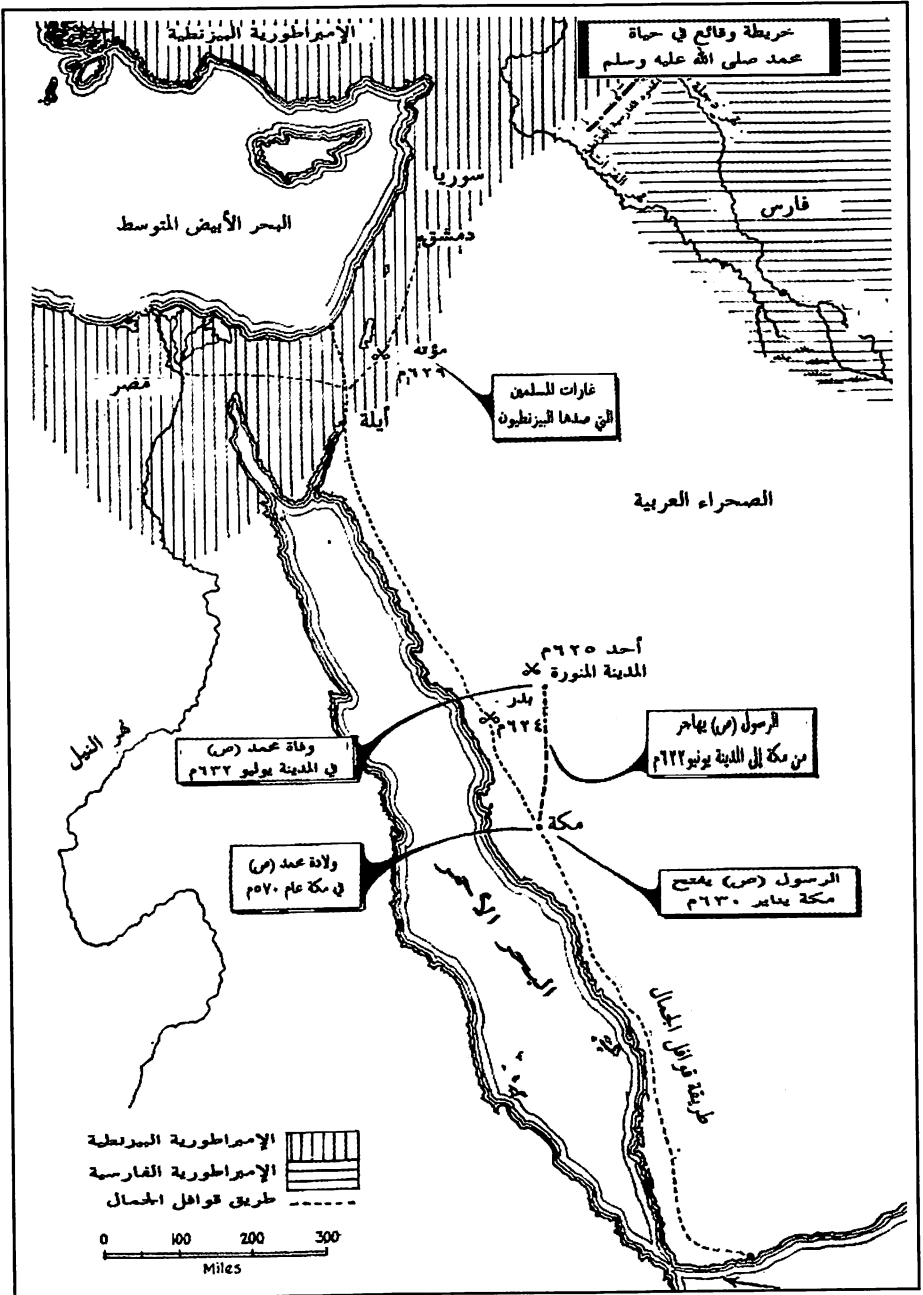 خريطة وقائع في حياة
محمد صلى الله عليه وسلم
الإمبراطورية البيزنطية
سوريا
فارس
نهر الفرات
البحر الأبيض المتوسط
دمشق
مؤته
٦٢٩م
مصر
أيلة
غارات للمسلمين
التي صدها البيزنطيون
الصحراء العربية
أحد ٦٢٥م
المدينة المنورة
بدر
٦٢٤م
نهر النيل
وفاة محمد (ص)
في المدينة يوليو ٦٣٢م
الرسول (ص) يهاجر
من مكة إلى المدينة يونيو ٦٢٢م
مكة
ولادة محمد (ص)
في مكة عام ٥٧٠م
الرسول (ص) يفتح
مكة يناير ٦٣٠م
البحر الأحمر
طريقة قوافل الجمال
الإمبراطورية البيزنطية
الإمبراطورية الفارسية
طريق قوافل الجمال
0 100 200 300
Miles